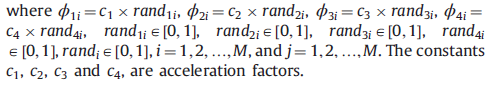 where ϕ₁ᵢ = c₁ × rand₁ᵢ, ϕ₂ᵢ = c₂ × rand₂ᵢ, ϕ₃ᵢ = c₃ × rand₃ᵢ, ϕ₄ᵢ =
c₄ × rand₄ᵢ, rand₁ᵢ ∈ [0, 1], rand₂ᵢ ∈ [0, 1], rand₃ᵢ ∈ [0, 1], rand₄ᵢ
∈ [0, 1], randᵢ ∈ [0, 1], i = 1, 2, …, M, and j = 1, 2, …, M. The constants
c₁, c₂, c₃ and c₄, are acceleration factors.